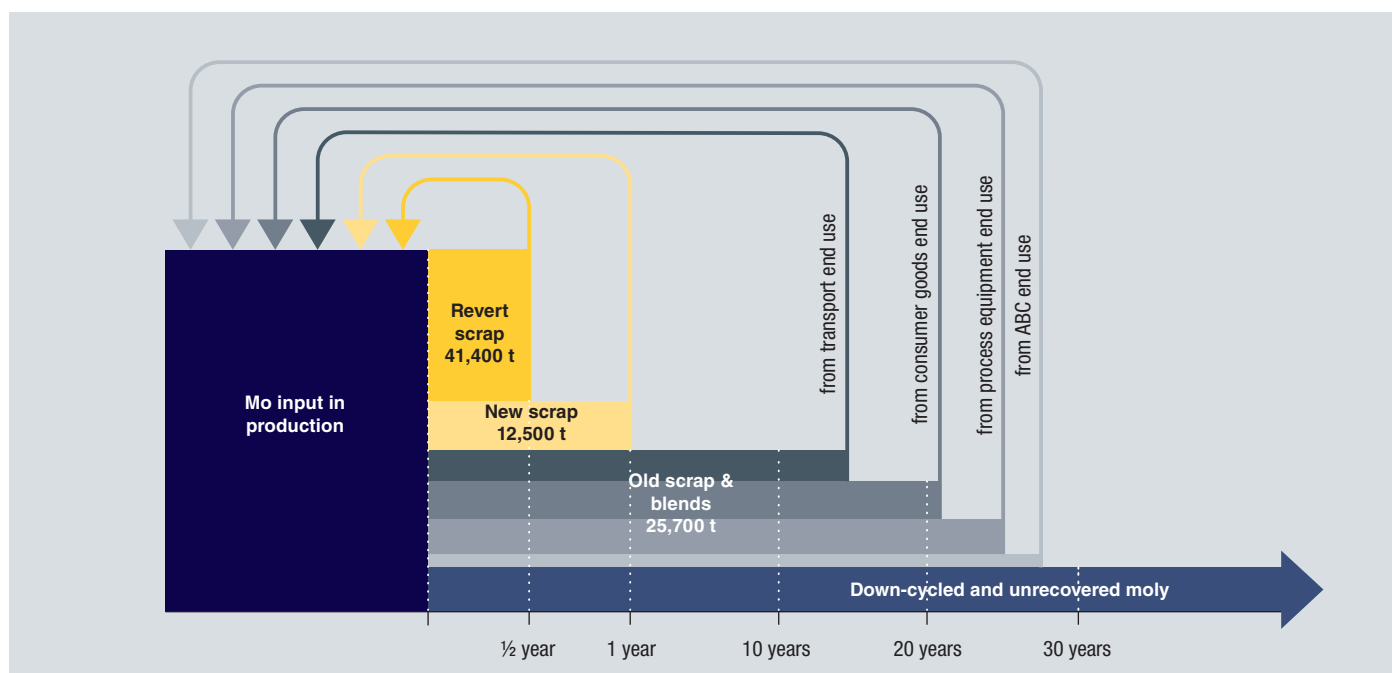 Revert
scrap
41,400 t
Mo input in
production
New scrap
12,500 t
Old scrap &
blends
25,700 t
from transport end use
from consumer goods end use
from process equipment end use
from ABC end use
Down-cycled and unrecovered moly
½ year
1 year
10 years
20 years
30 years